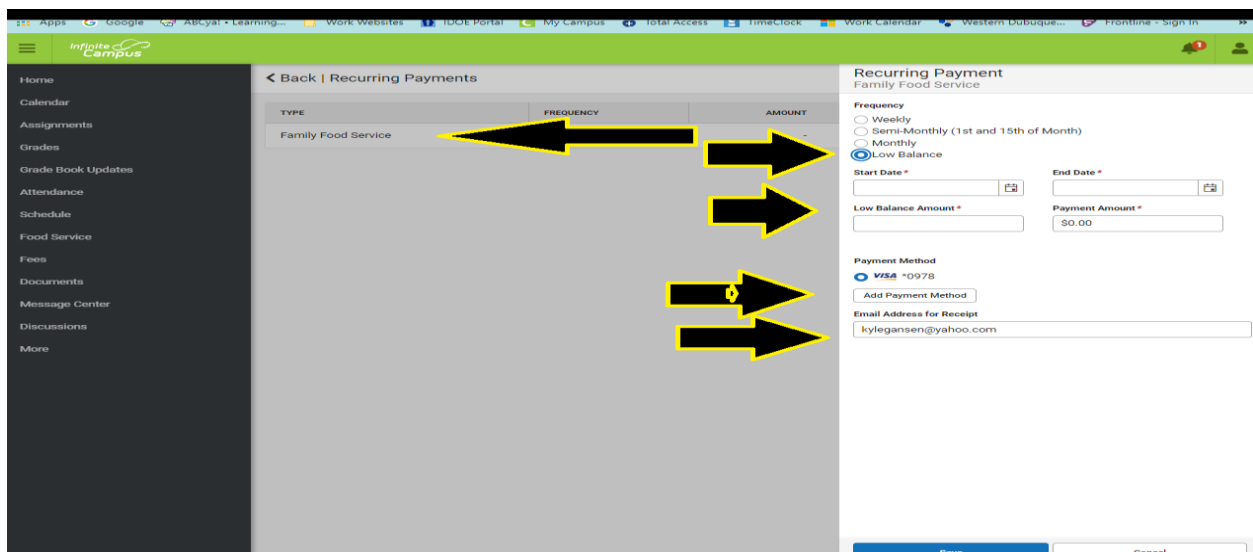 Apps Google ABCya! • Learning... Work Websites IDOE Portal My Campus Total Access TimeClock Work Calendar Western Dubuque... Frontline - Sign In »
Infinite Campus 1
Home
Calendar
Assignments
Grades
Grade Book Updates
Attendance
Schedule
Food Service
Fees
Documents
Message Center
Discussions
More
Back | Recurring Payments
TYPE FREQUENCY AMOUNT
Family Food Service -
Recurring Payment
Family Food Service
Frequency
Weekly
Semi-Monthly (1st and 15th of Month)
Monthly
Low Balance
Start Date * End Date *
Low Balance Amount * Payment Amount *
$0.00
Payment Method
VISA *0978
Add Payment Method
Email Address for Receipt
kylegansen@yahoo.com
Save Cancel